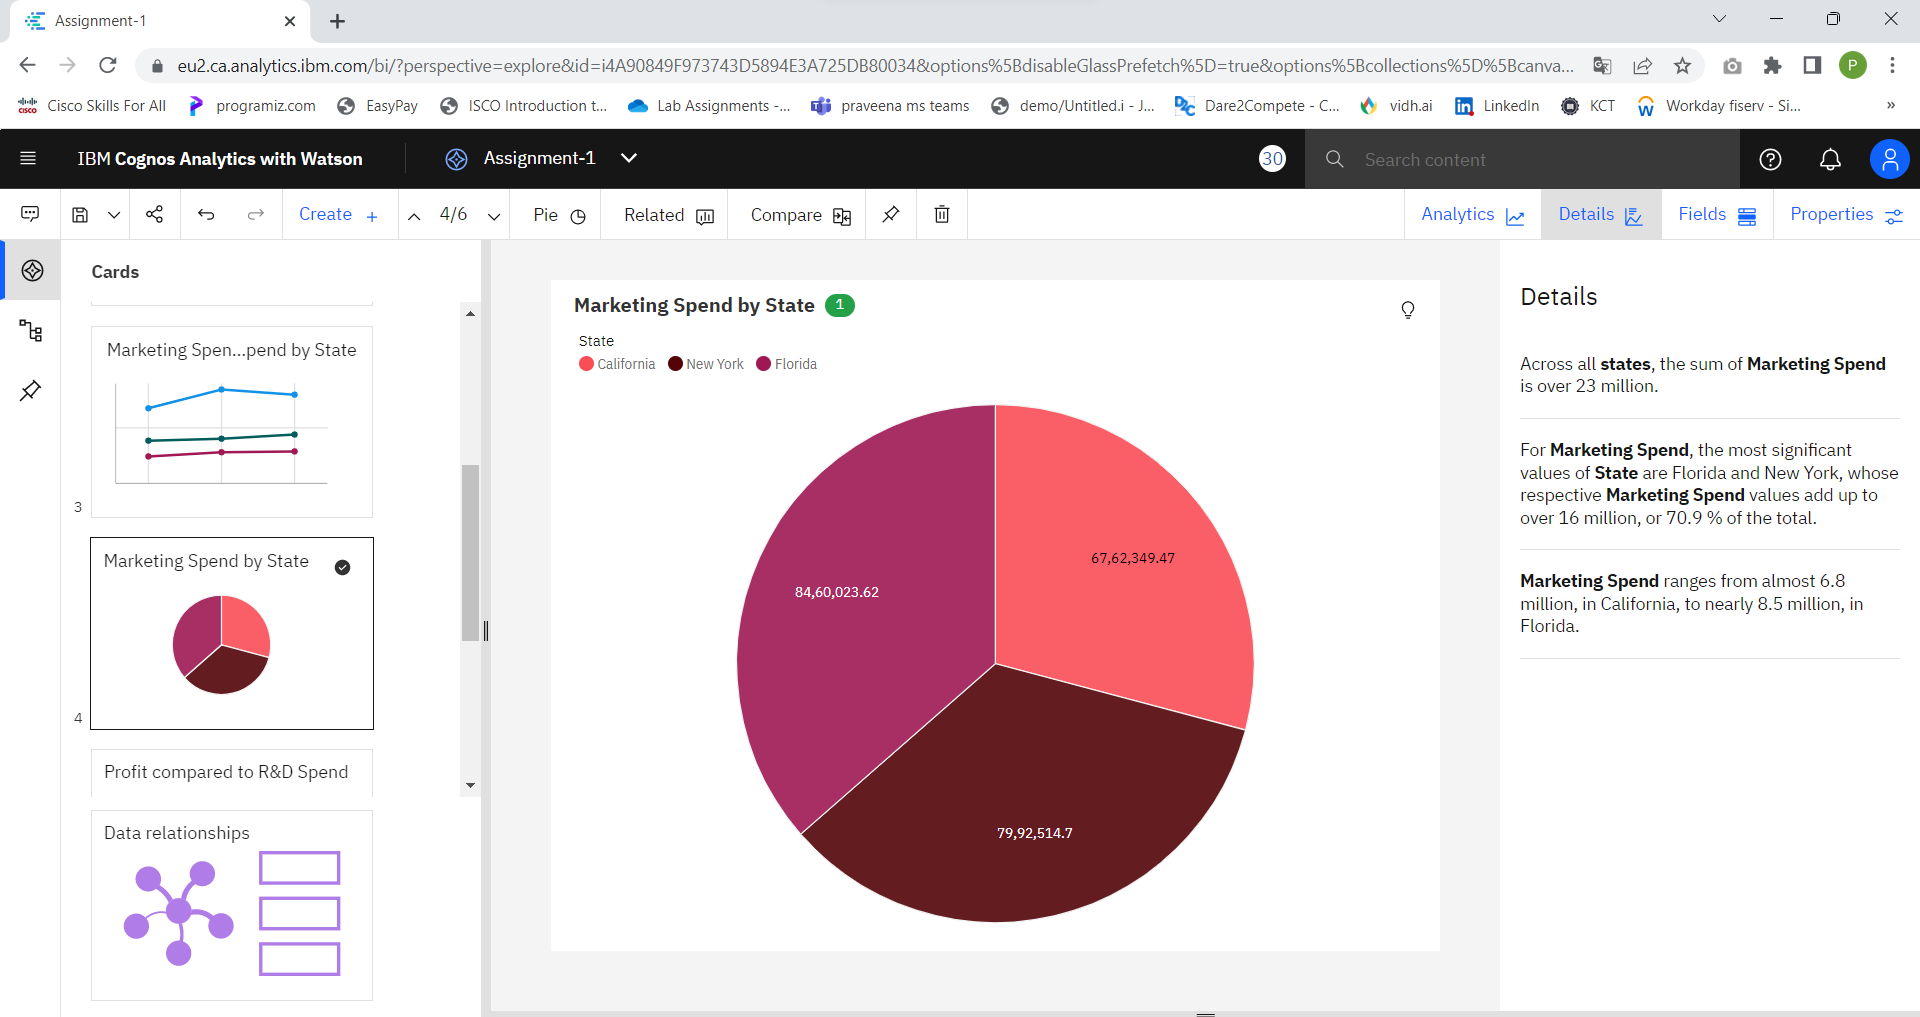 Assignment-1
eu2.ca.analytics.ibm.com/bi/?perspective=explore&id=i4A90849F973743D5894E3A725DB80034&options%5BdisableGlassPrefetch%5D=true&options%5Bcollections%5D%5Bcanva...
P
cisco Cisco Skills For All
programiz.com
EasyPay
ISCO Introduction t...
Lab Assignments -...
praveena ms teams
demo/Untitled.i - J...
Dare2Compete - C...
vidh.ai
LinkedIn
KCT
Workday fiserv - Si...
»
IBM Cognos Analytics with Watson
Assignment-1
30
Search content
Create +
4/6
Pie
Related
Compare
Analytics
Details
Fields
Properties
Cards
Marketing Spen...pend by State
3
Marketing Spend by State
4
Profit compared to R&D Spend
Data relationships
Marketing Spend by State 1
State
California New York Florida
67,62,349.47
84,60,023.62
79,92,514.7
Details
Across all states, the sum of Marketing Spend
is over 23 million.
For Marketing Spend, the most significant
values of State are Florida and New York, whose
respective Marketing Spend values add up to
over 16 million, or 70.9 % of the total.
Marketing Spend ranges from almost 6.8
million, in California, to nearly 8.5 million, in
Florida.